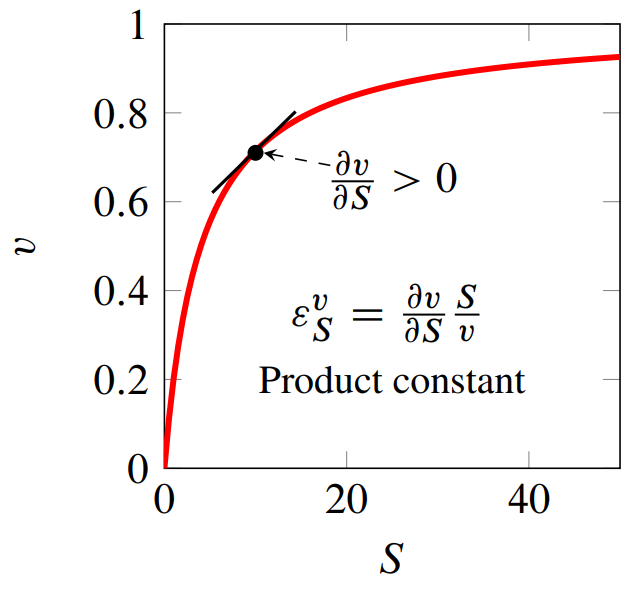 1
0.8
0.6
0.4
0.2
0
v
∂v/∂S > 0
ε^v_S = ∂v/∂S S/v
Product constant
0 20 40
S